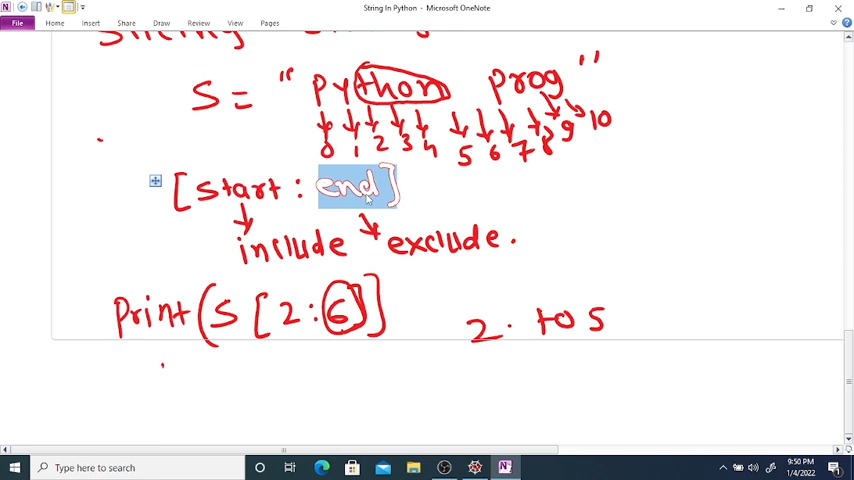 String In Python - Microsoft OneNote
File Home Insert Share Draw History Review View Pages
S = " Python prog "
0 1 2 3 4 5 6 7 8 9 10
[start : end]
include exclude.
Print(S [2:6] 2. to 5
Type here to search
9:50 PM
1/4/2022